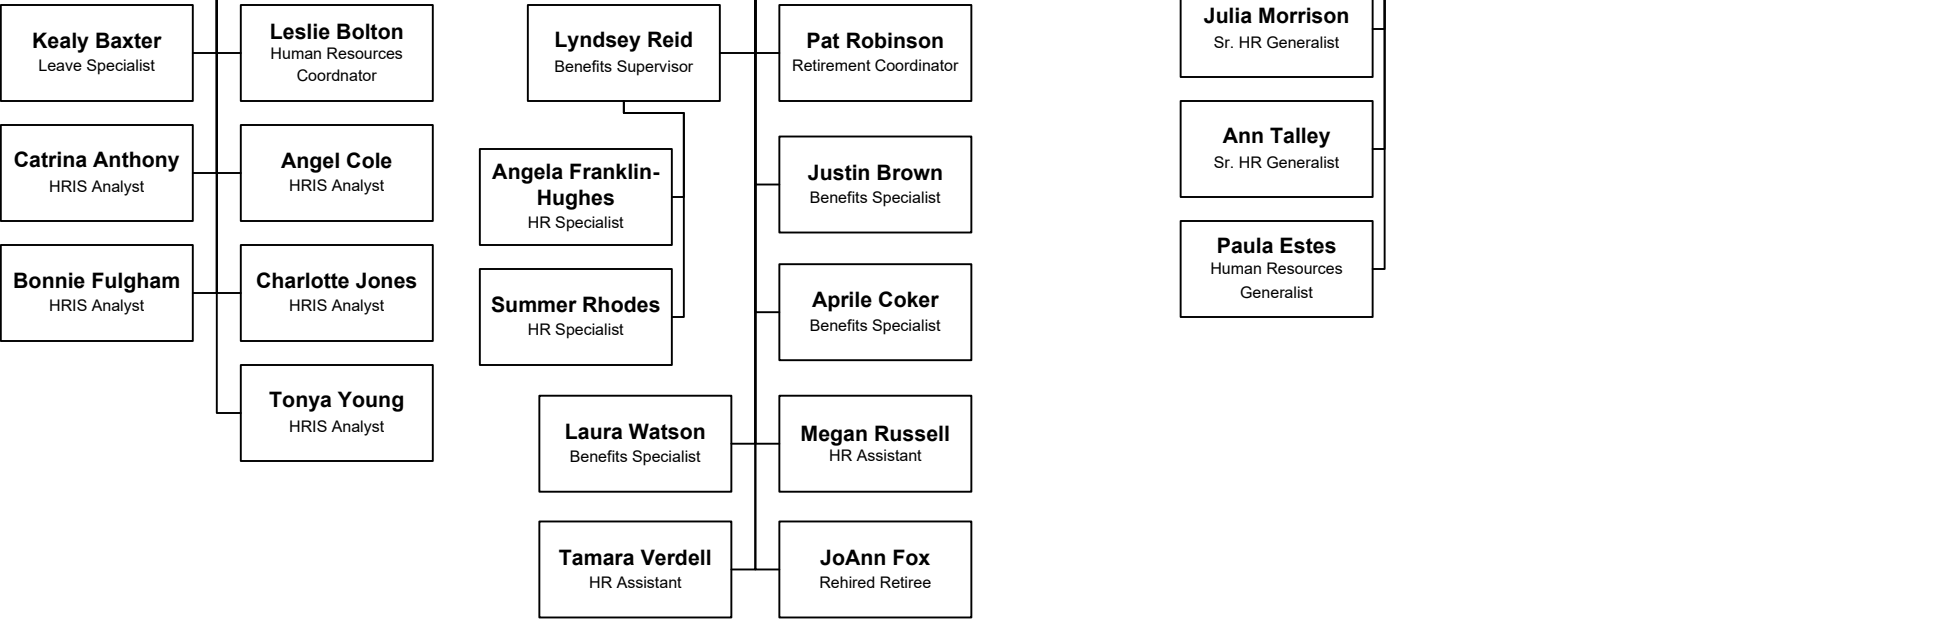 Kealy Baxter
Leave Specialist
Leslie Bolton
Human Resources
Coordnator
Catrina Anthony
HRIS Analyst
Angel Cole
HRIS Analyst
Bonnie Fulgham
HRIS Analyst
Charlotte Jones
HRIS Analyst
Tonya Young
HRIS Analyst
Lyndsey Reid
Benefits Supervisor
Pat Robinson
Retirement Coordinator
Angela Franklin-
Hughes
HR Specialist
Summer Rhodes
HR Specialist
Justin Brown
Benefits Specialist
Aprile Coker
Benefits Specialist
Laura Watson
Benefits Specialist
Megan Russell
HR Assistant
Tamara Verdell
HR Assistant
JoAnn Fox
Rehired Retiree
Julia Morrison
Sr. HR Generalist
Ann Talley
Sr. HR Generalist
Paula Estes
Human Resources
Generalist